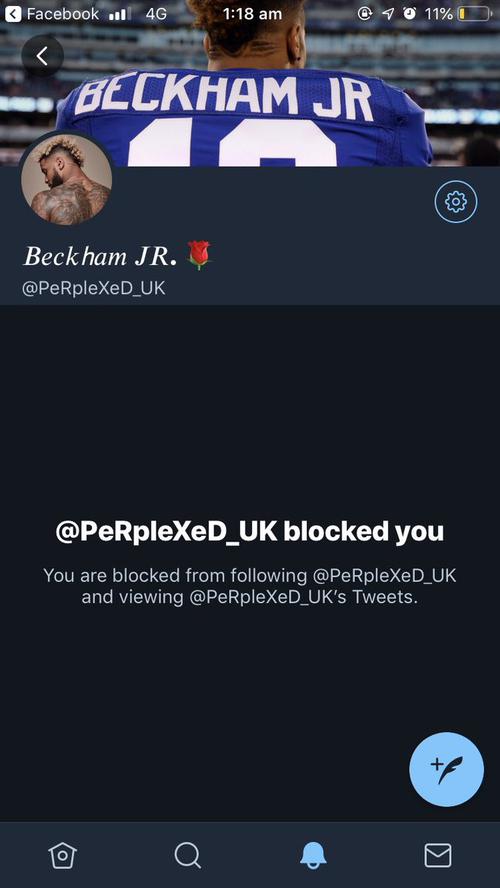 Facebook 4G 1:18 am 11%
BECKHAM JR
13
Beckham JR. 🌹
@PeRpleXeD_UK
@PeRpleXeD_UK blocked you
You are blocked from following @PeRpleXeD_UK
and viewing @PeRpleXeD_UK's Tweets.